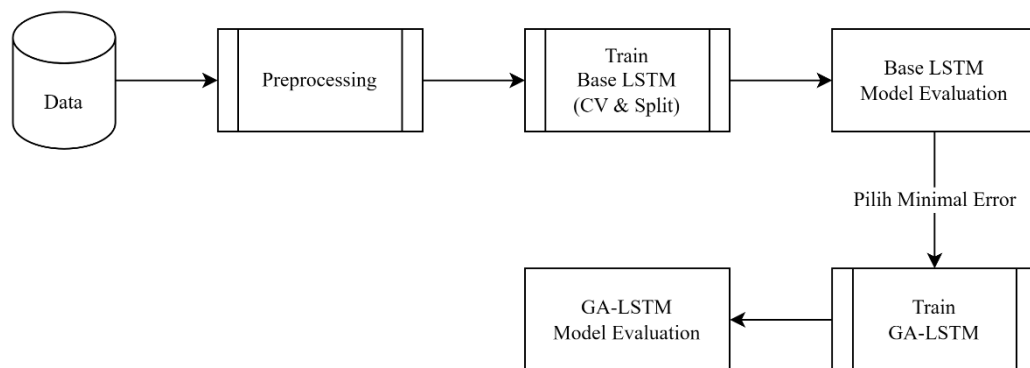 Data
Preprocessing
Train
Base LSTM
(CV & Split)
Base LSTM
Model Evaluation
Pilih Minimal Error
Train
GA-LSTM
GA-LSTM
Model Evaluation